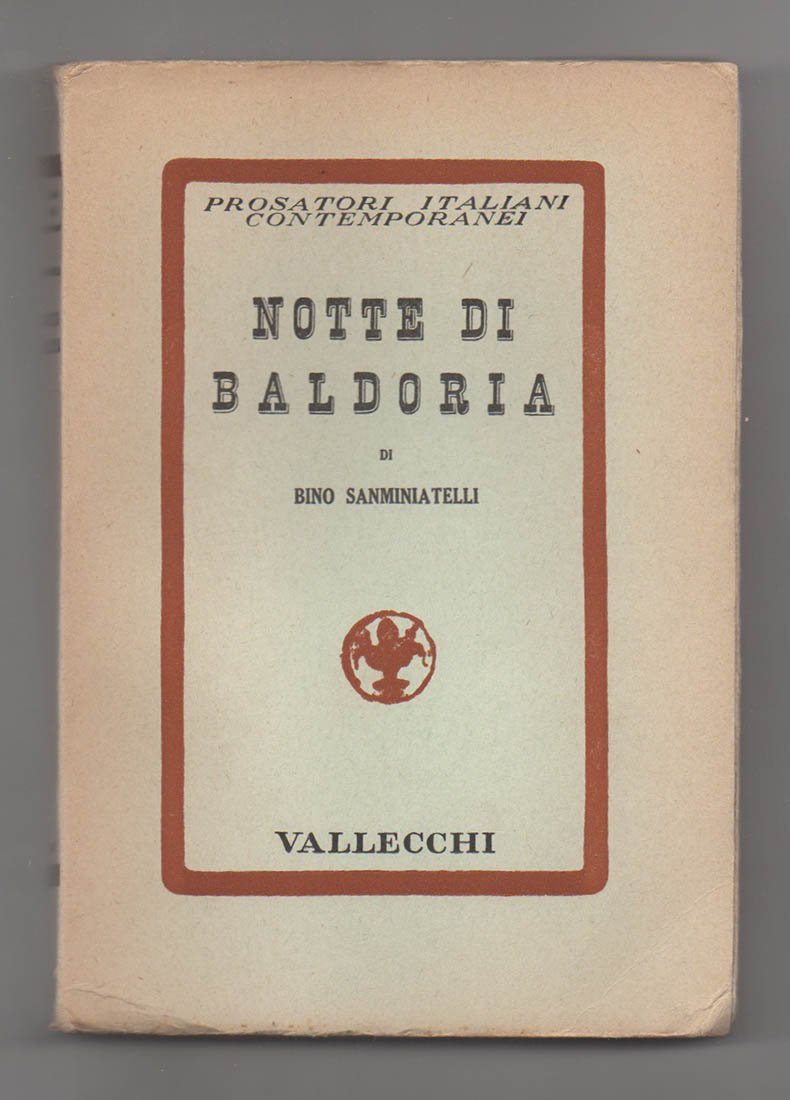 PROSATORI ITALIANI
CONTEMPORANEI
NOTTE DI
BALDORIA
DI
BINO SANMINIATELLI
VALLECCHI